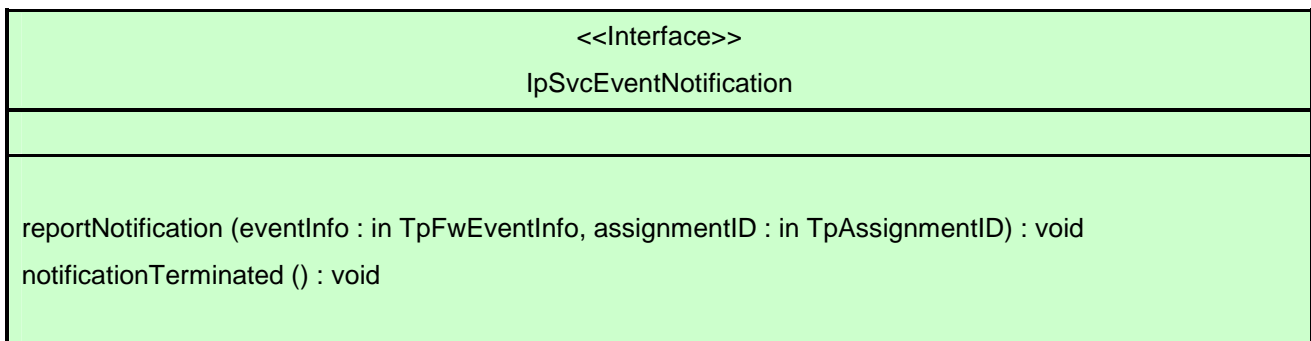 <<Interface>>
IpSvcEventNotification
reportNotification (eventInfo : in TpFwEventInfo, assignmentID : in TpAssignmentID) : void
notificationTerminated () : void